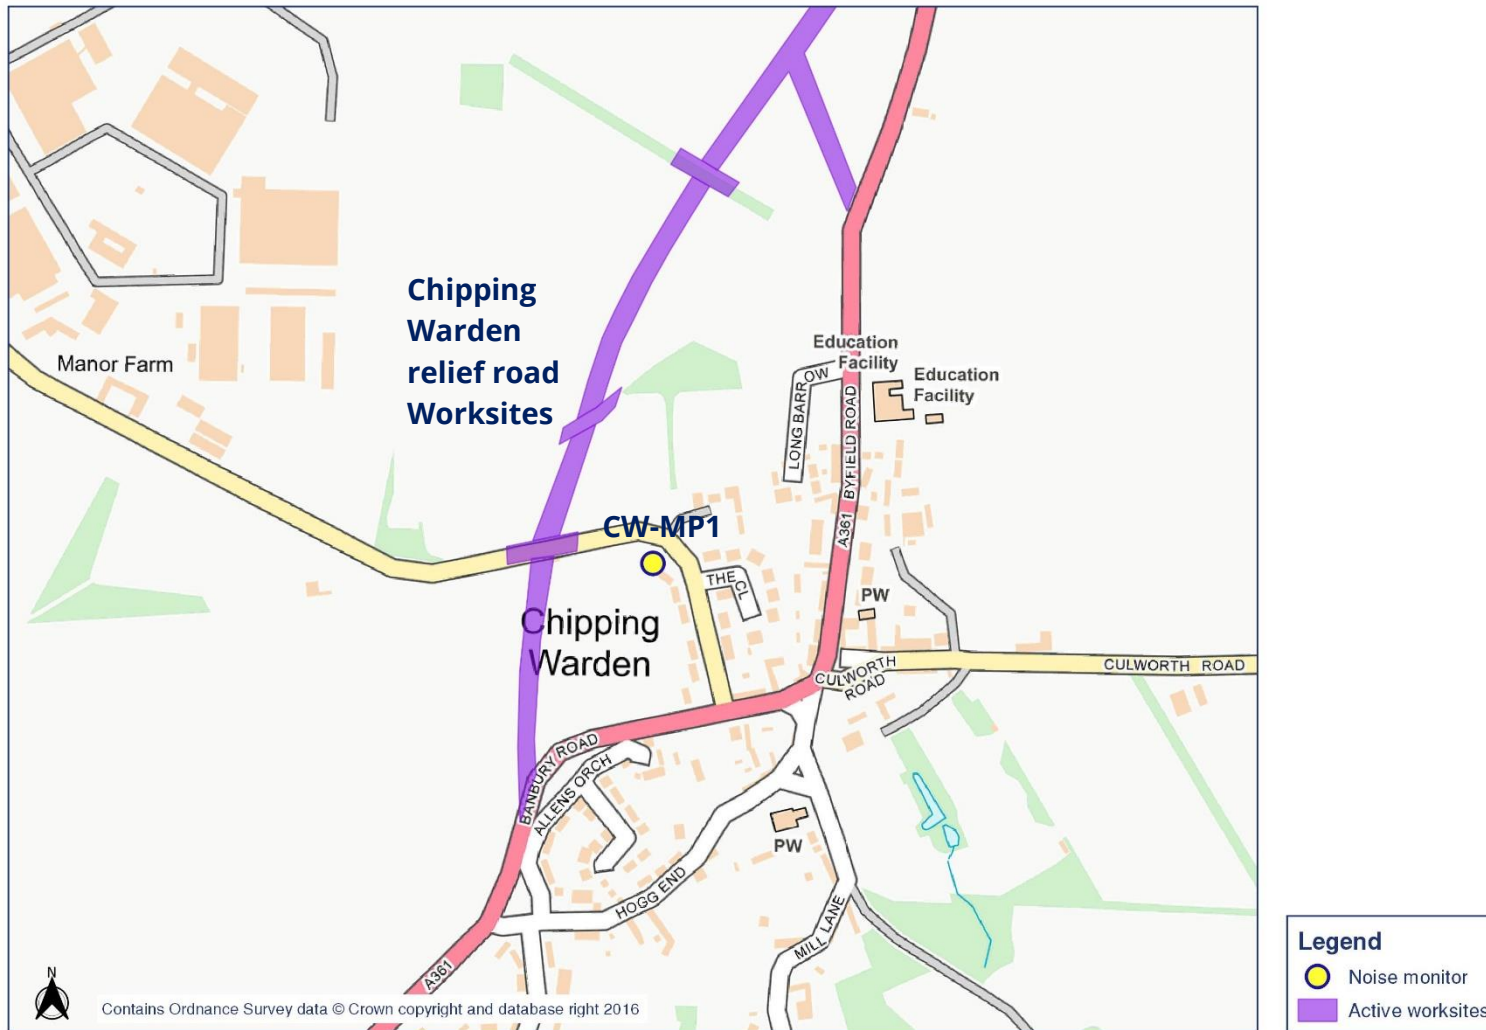 Chipping
Warden
relief road
Worksites
Manor Farm
Education
Facility
Education
Facility
LONG BARROW
BYFIELD ROAD
A361
CW-MP1
THE CL
PW
Chipping
Warden
CULWORTH
ROAD
CULWORTH ROAD
BANBURY ROAD
ALLENS ORCH
PW
HOGG END
MILL LANE
A361
N
Contains Ordnance Survey data © Crown copyright and database right 2016
Legend
Noise monitor
Active worksites